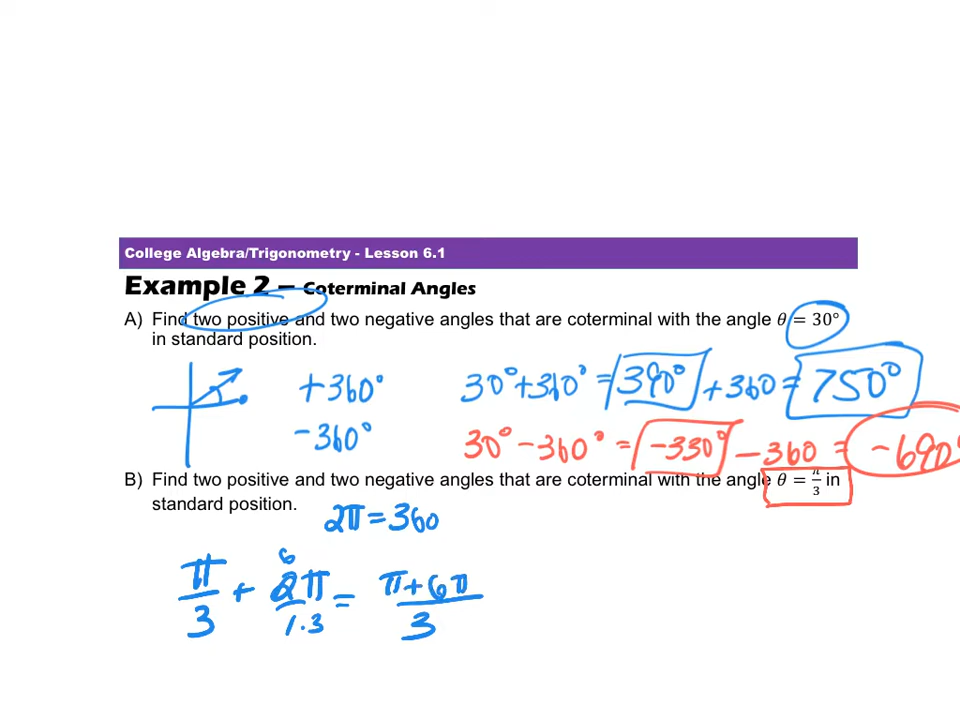 College Algebra/Trigonometry - Lesson 6.1
Example 2 – Coterminal Angles
A) Find two positive and two negative angles that are coterminal with the angle θ = 30°
in standard position.
+360° 30° + 360° = 390° + 360 = 750°
-360° 30° - 360° = -330° - 360 = -690°
B) Find two positive and two negative angles that are coterminal with the angle θ = π/3 in
standard position.
2π = 360
6
π/3 + 2π/1·3 = π+6π/3